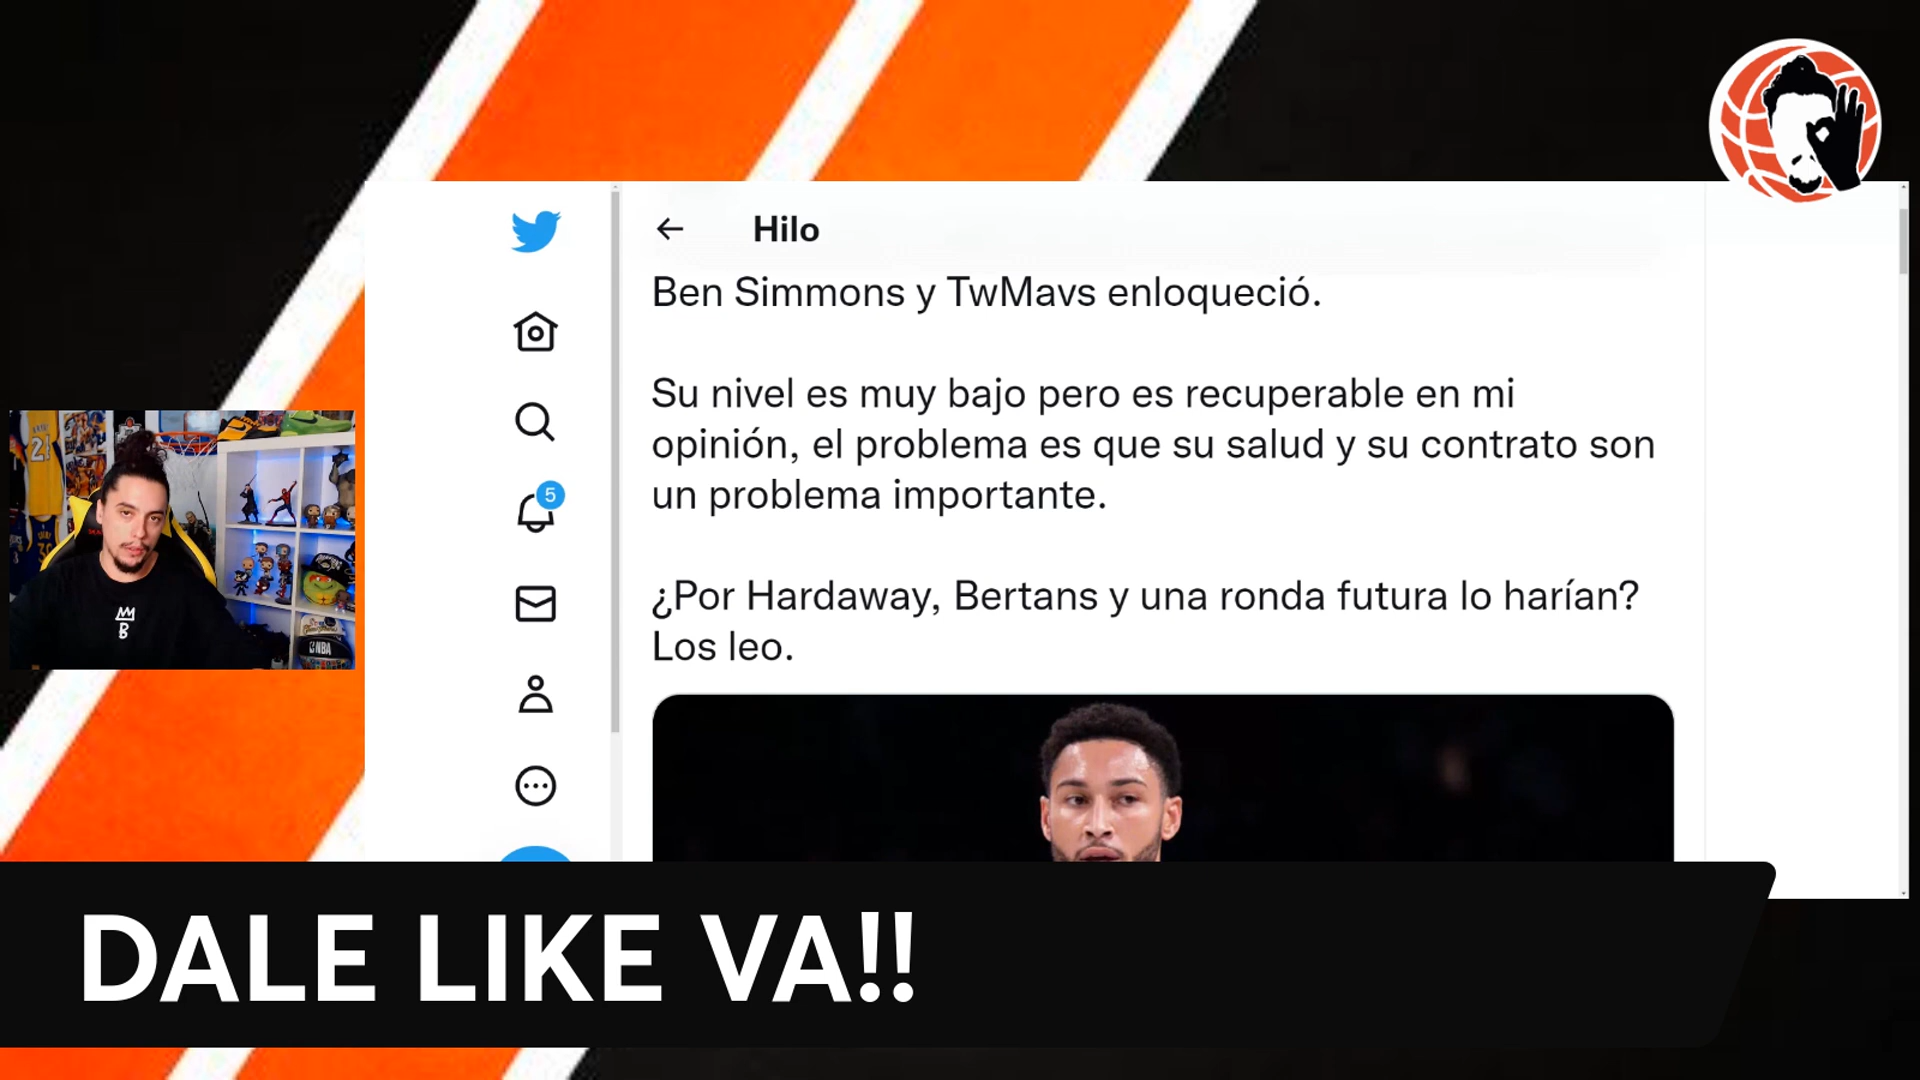 Hilo
Ben Simmons y TwMavs enloqueció.
Su nivel es muy bajo pero es recuperable en mi
opinión, el problema es que su salud y su contrato son
un problema importante.
5
¿Por Hardaway, Bertans y una ronda futura lo harían?
Los leo.
B
NBA
DALE LIKE VA!!